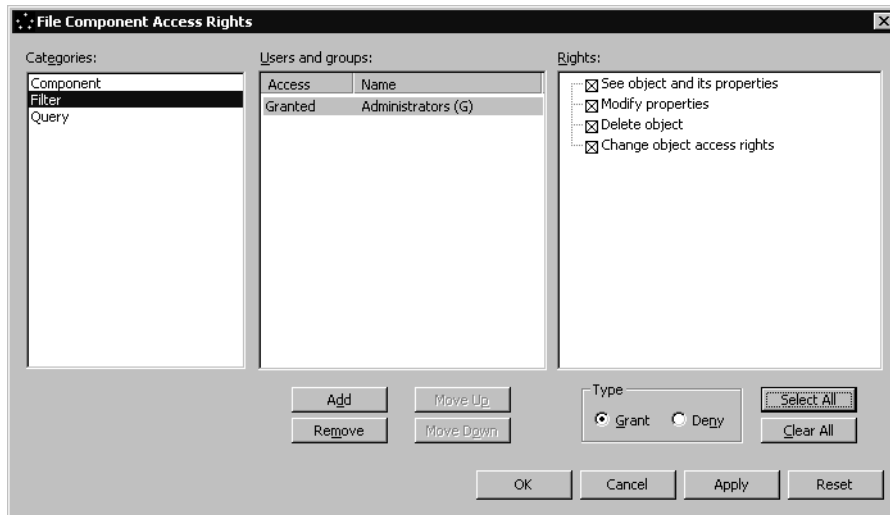 File Component Access Rights
Categories:
Component
Filter
Query
Users and groups:
Access Name
Granted Administrators (G)
Rights:
See object and its properties
Modify properties
Delete object
Change object access rights
Add
Move Up
Remove
Move Down
Type
Grant Deny
Select All
Clear All
OK Cancel Apply Reset